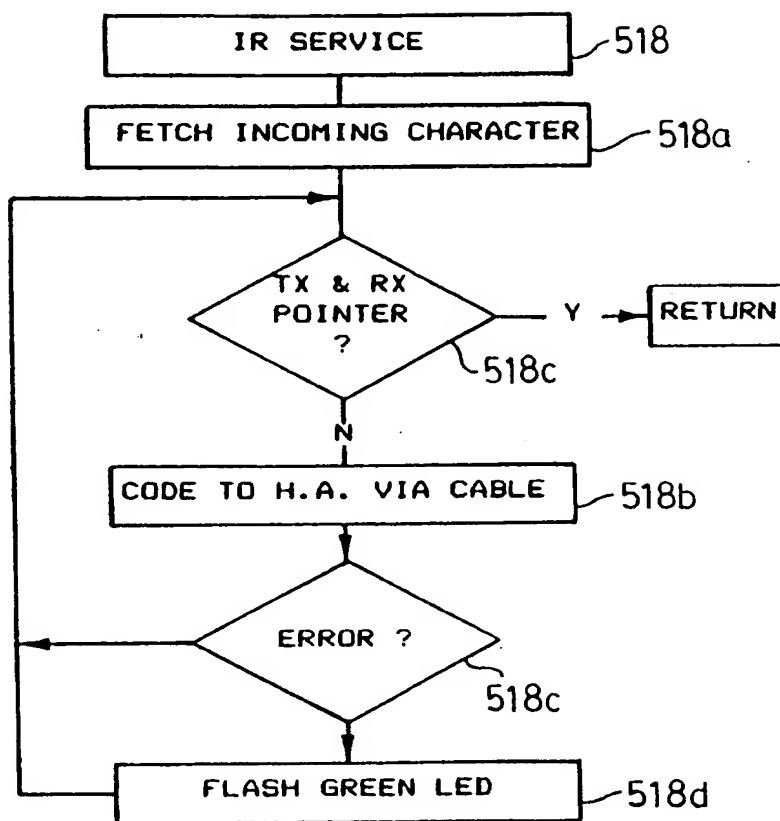 IR SERVICE
518
FETCH INCOMING CHARACTER
518a
TX & RX
POINTER
?
518c
Y
RETURN
N
CODE TO H.A. VIA CABLE
518b
ERROR ?
518c
FLASH GREEN LED
518d